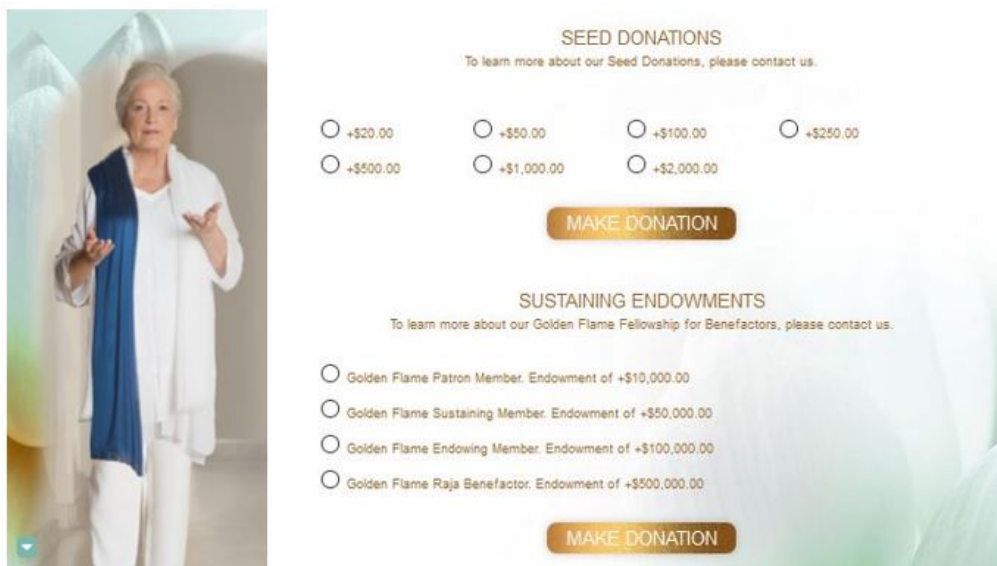 SEED DONATIONS
To learn more about our Seed Donations, please contact us.
+$20.00 +$50.00 +$100.00 +$250.00
+$500.00 +$1,000.00 +$2,000.00
MAKE DONATION
SUSTAINING ENDOWMENTS
To learn more about our Golden Flame Fellowship for Benefactors, please contact us.
Golden Flame Patron Member. Endowment of +$10,000.00
Golden Flame Sustaining Member. Endowment of +$50,000.00
Golden Flame Endowing Member. Endowment of +$100,000.00
Golden Flame Raja Benefactor. Endowment of +$500,000.00
MAKE DONATION